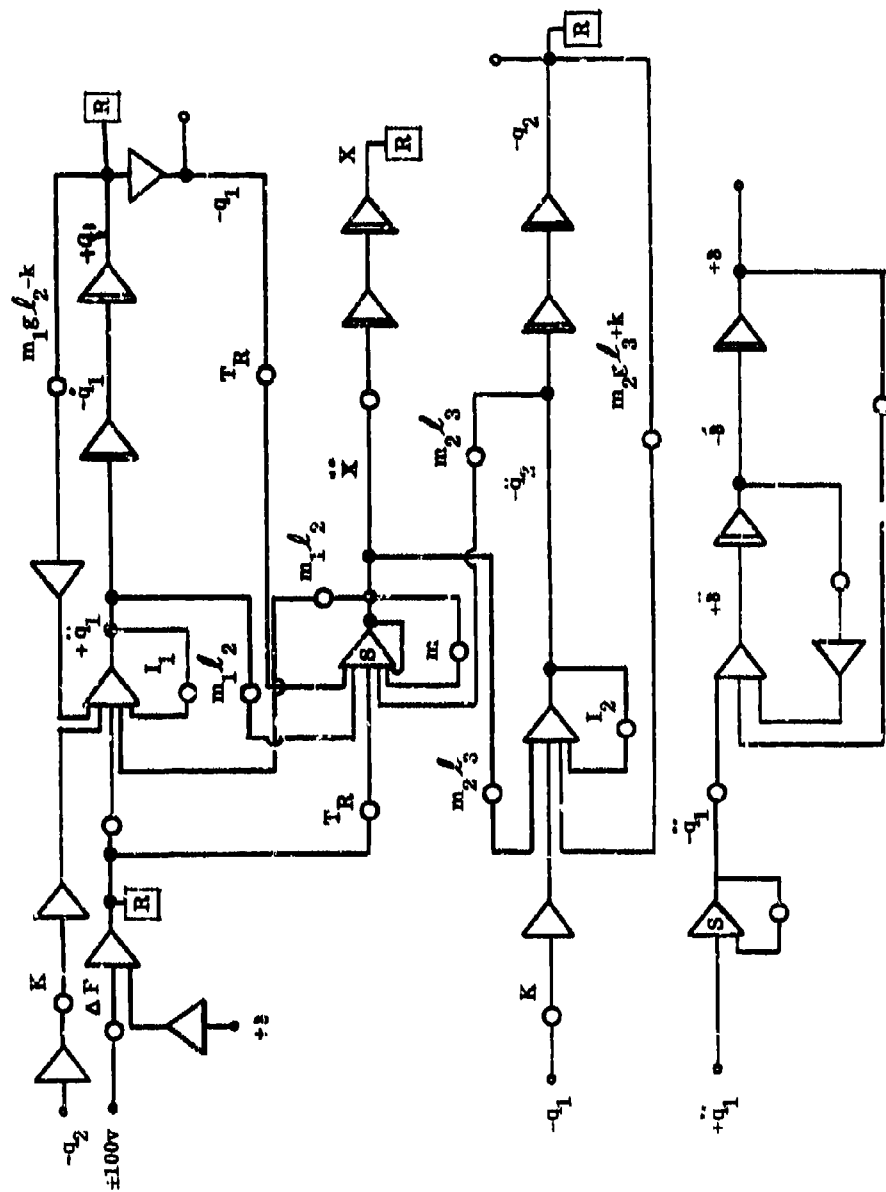 m₁gℓ₂-k
R
+q₁
-q̇₁
-q₁
T_R
+q̈₁
I₁
m₁ℓ₂
K
ΔF
R
-q₂
±100v
+ƨ
m₁ℓ₂
Ẍ
X
R
S
m
T_R
m₂ℓ₃
-q̈₂
-q₂
R
m₂gℓ₃+k
m₂ℓ₃
I₂
K
-q₁
+s̈
-ṡ
+s
-q̈₁
S
+q̈₁